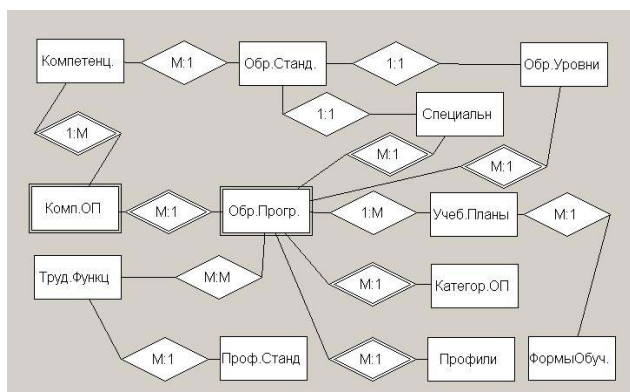 Компетенц.
М:1
Обр.Станд.
1:1
Обр.Уровни
1:1
Специальн
1:М
М:1
М:1
Комп.ОП
М:1
Обр.Прогр.
1:М
Учеб.Планы
М:1
Труд.Функц
М:М
М:1
Категор.ОП
М:1
Проф.Станд
М:1
Профили
ФормыОбуч.